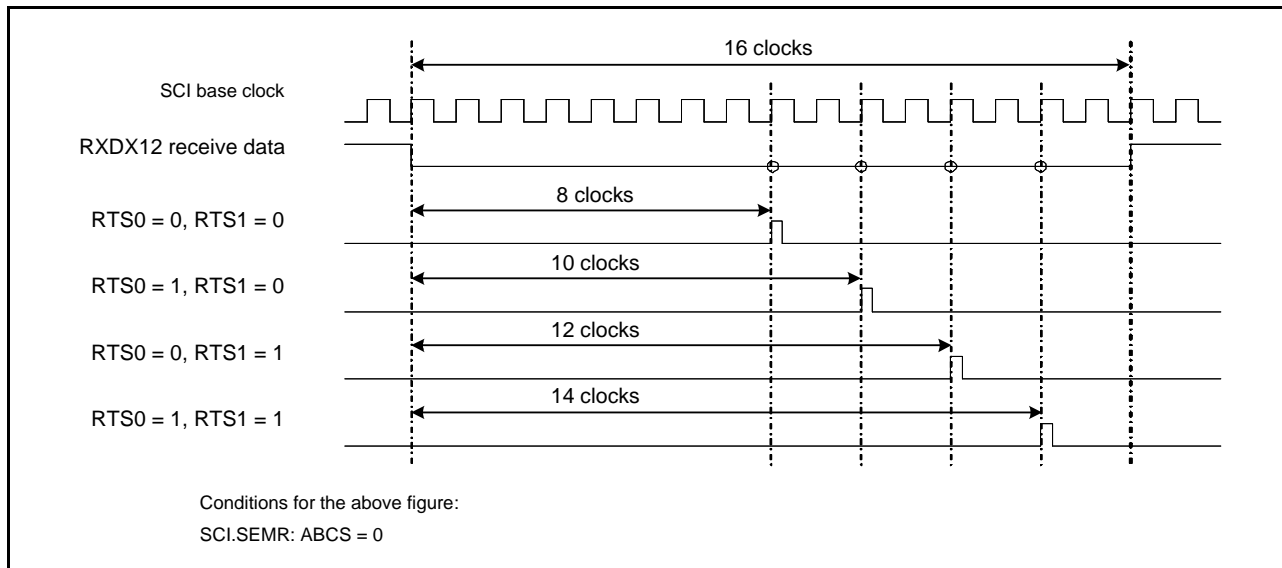 16 clocks
SCI base clock
RXDX12 receive data
8 clocks
RTS0 = 0, RTS1 = 0
10 clocks
RTS0 = 1, RTS1 = 0
12 clocks
RTS0 = 0, RTS1 = 1
14 clocks
RTS0 = 1, RTS1 = 1
Conditions for the above figure:
SCI.SEMR: ABCS = 0